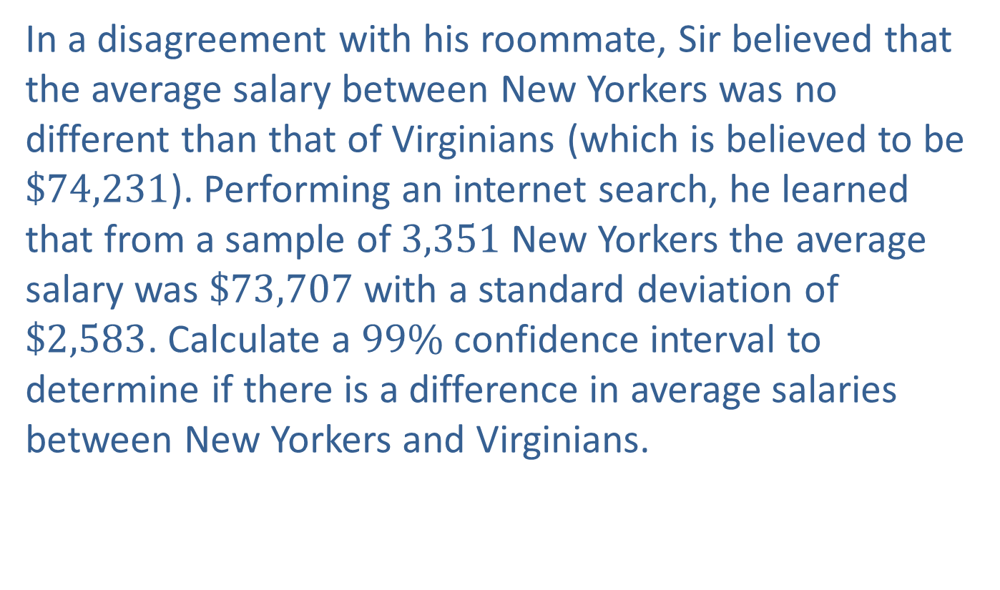 In a disagreement with his roommate, Sir believed that
the average salary between New Yorkers was no
different than that of Virginians (which is believed to be
$74,231). Performing an internet search, he learned
that from a sample of 3,351 New Yorkers the average
salary was $73,707 with a standard deviation of
$2,583. Calculate a 99% confidence interval to
determine if there is a difference in average salaries
between New Yorkers and Virginians.